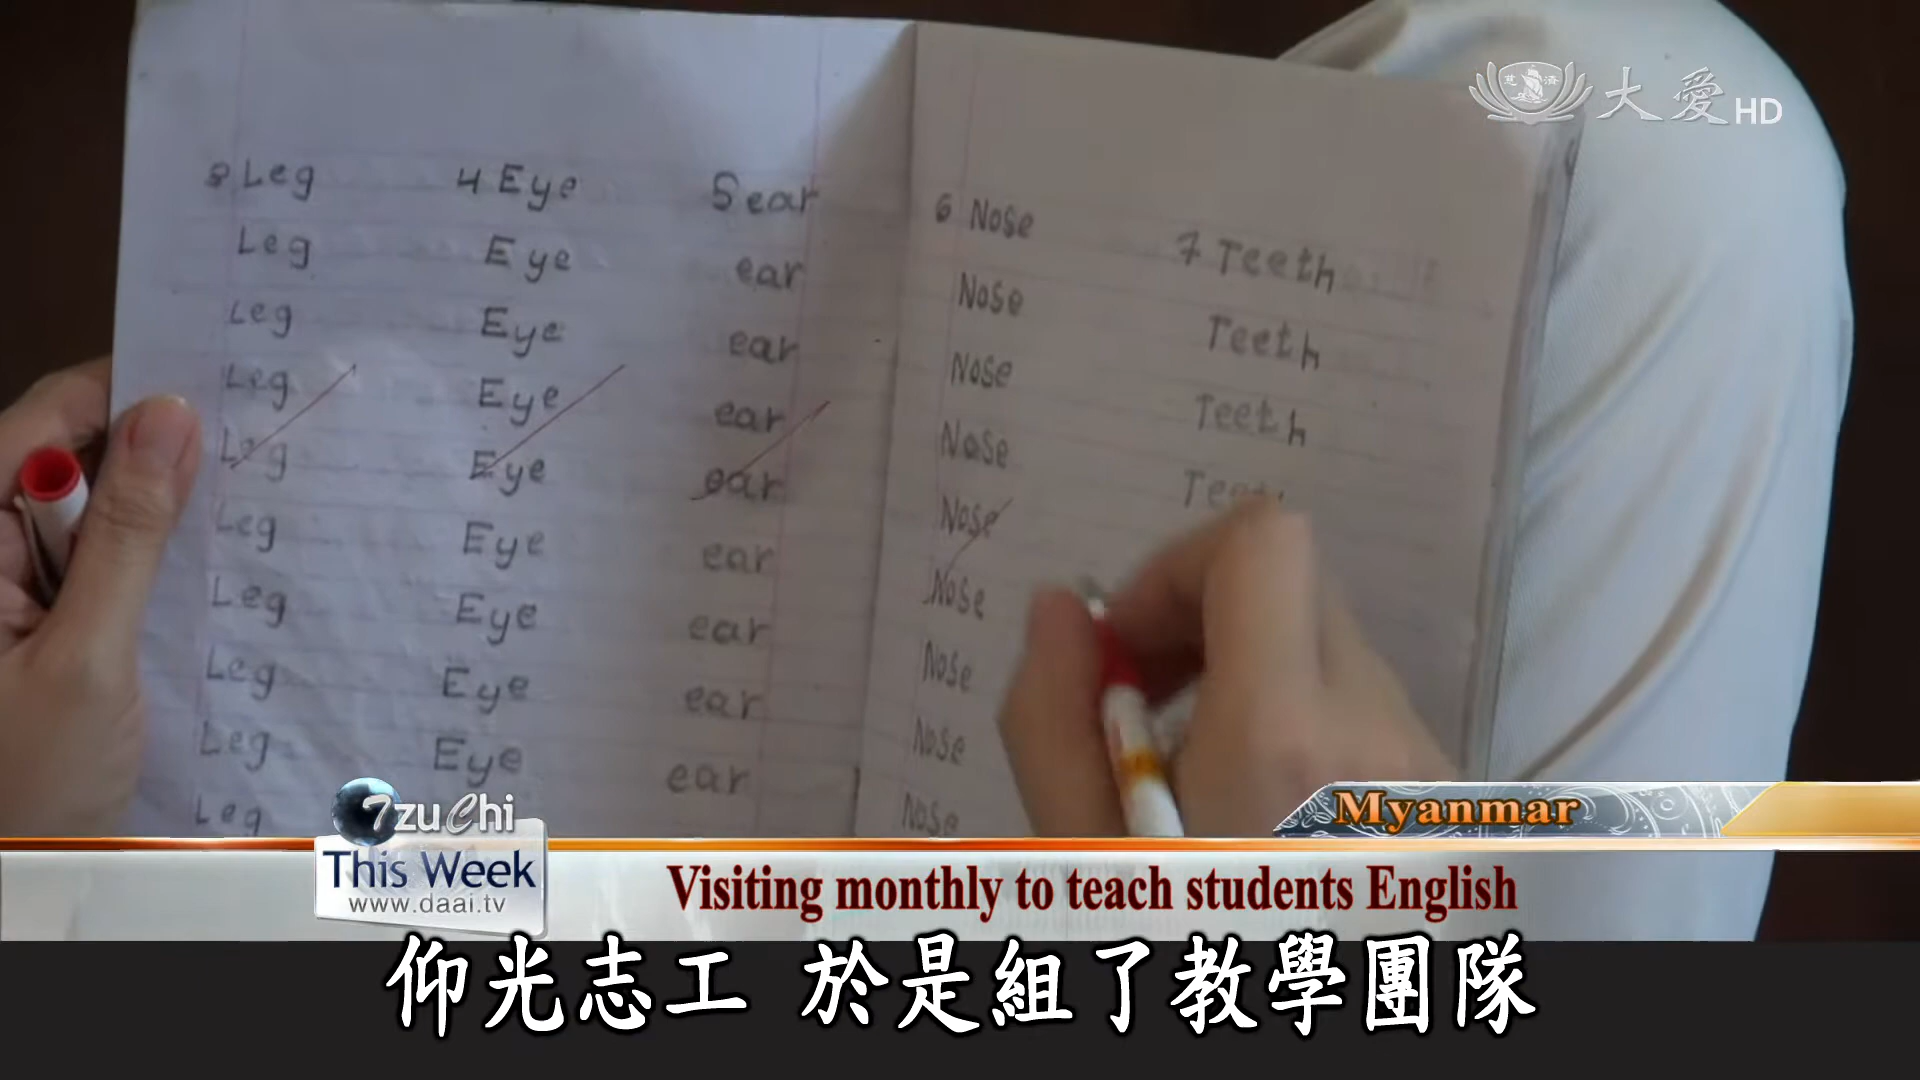 大愛HD
慈濟
3 Leg 4 Eye 5 ear
Leg Eye ear
Leg Eye ear
Leg Eye ear
Leg Eye ear
Leg Eye ear
Leg Eye ear
Leg Eye ear
Leg Eye ear
Leg
6 Nose 7 Teeth
Nose Teeth
Nose Teeth
Nose
Nose
Nose
Nose
Nose
Nose
Myanmar
Tzu Chi
This Week
www.daai.tv
Visiting monthly to teach students English
仰光志工 於是組了教學團隊